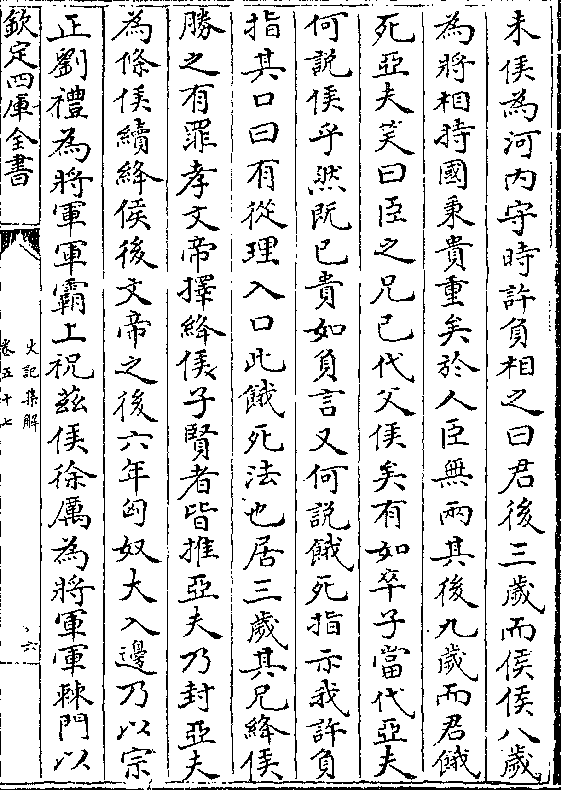 未侯為河内守時許負相之曰君後三歲而侯侯八歲
為將相持國秉貴重矣於人臣無兩其後九歲而君餓
死亞夫笑曰臣之兄已代父侯矣有如卒子當代亞夫
何說侯乎然既已貴如負言又何說餓死指示我許負
指其口曰有從理入口此餓死法也居三歲其兄絳侯
勝之有罪孝文帝擇絳侯子賢者皆推亞夫乃封亞夫
為條侯續絳侯後文帝之後六年匈奴大入邊乃以宗
正劉禮為將軍軍霸上祝茲侯徐厲為將軍軍棘門以
欽定四庫全書
史記集解
卷五十七
六